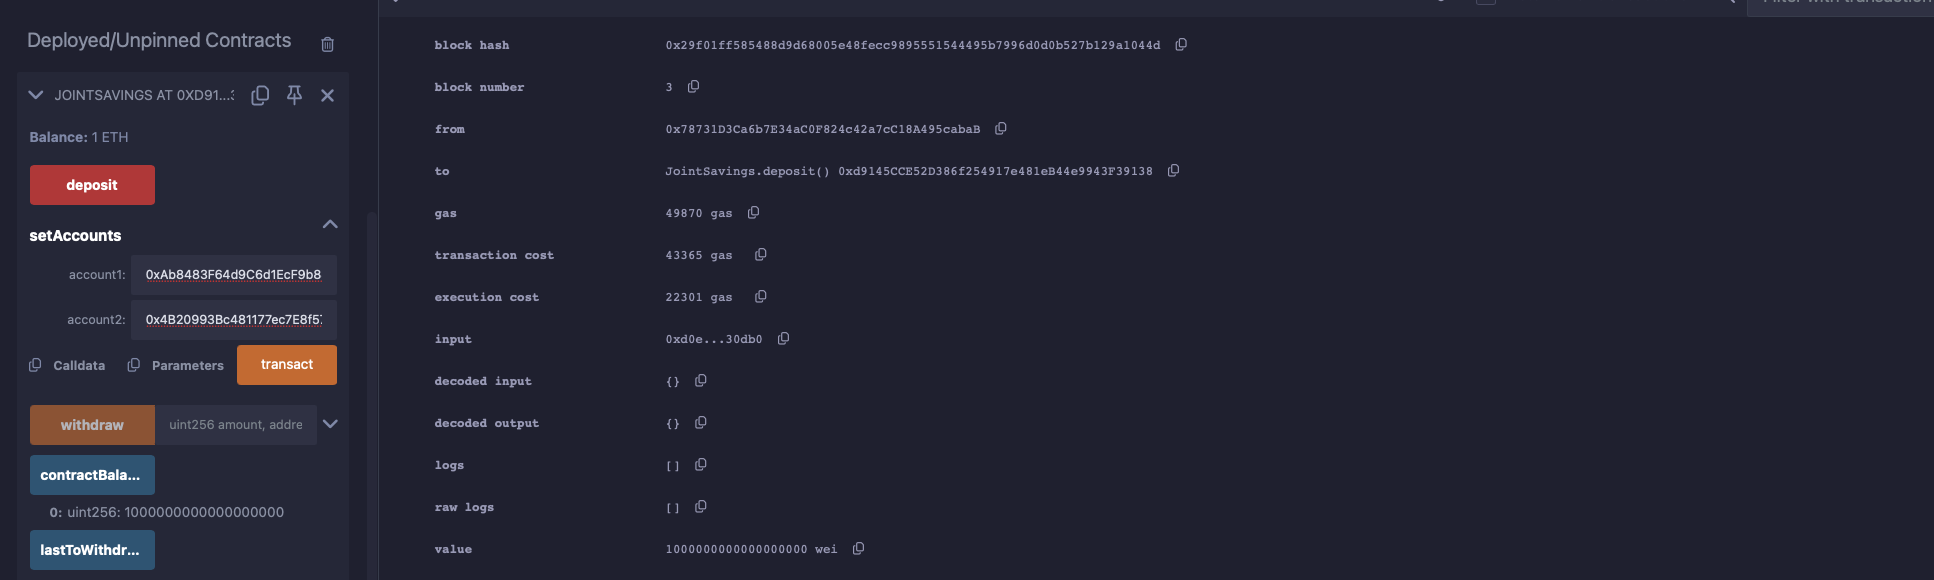 Deployed/Unpinned Contracts
JOINTSAVINGS AT 0XD91...
Balance: 1 ETH
deposit
setAccounts
account1: 0xAb8483F64d9C6d1EcF9b8
account2: 0x4B20993Bc481177ec7E8f57
Calldata Parameters transact
withdraw uint256 amount, addre
contractBala...
0: uint256: 1000000000000000000
lastToWithdr...
block hash 0x29f01ff585488d9d68005e48fecc9895551544495b7996d0d0b527b129a1044d
block number 3
from 0x78731D3Ca6b7E34aC0F824c42a7cC18A495cabaB
to JointSavings.deposit() 0xd9145CCE52D386f254917e481eB44e9943F39138
gas 49870 gas
transaction cost 43365 gas
execution cost 22301 gas
input 0xd0e...30db0
decoded input {}
decoded output {}
logs []
raw logs []
value 1000000000000000000 wei